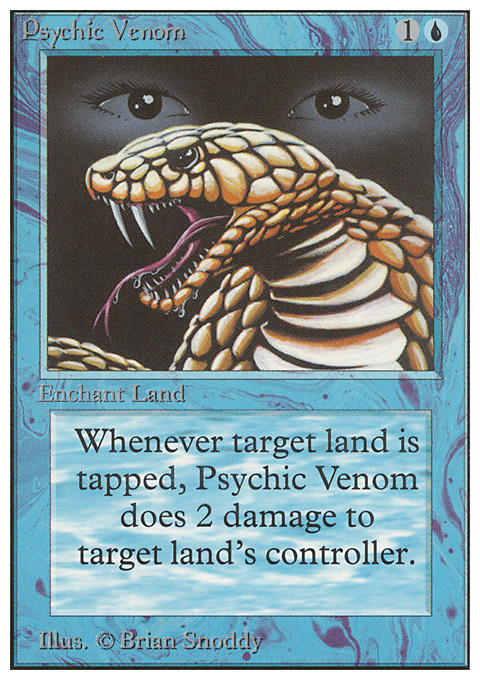 Psychic Venom 1
Enchant Land
Whenever target land is
tapped, Psychic Venom
does 2 damage to
target land's controller.
Illus. © Brian Snoddy